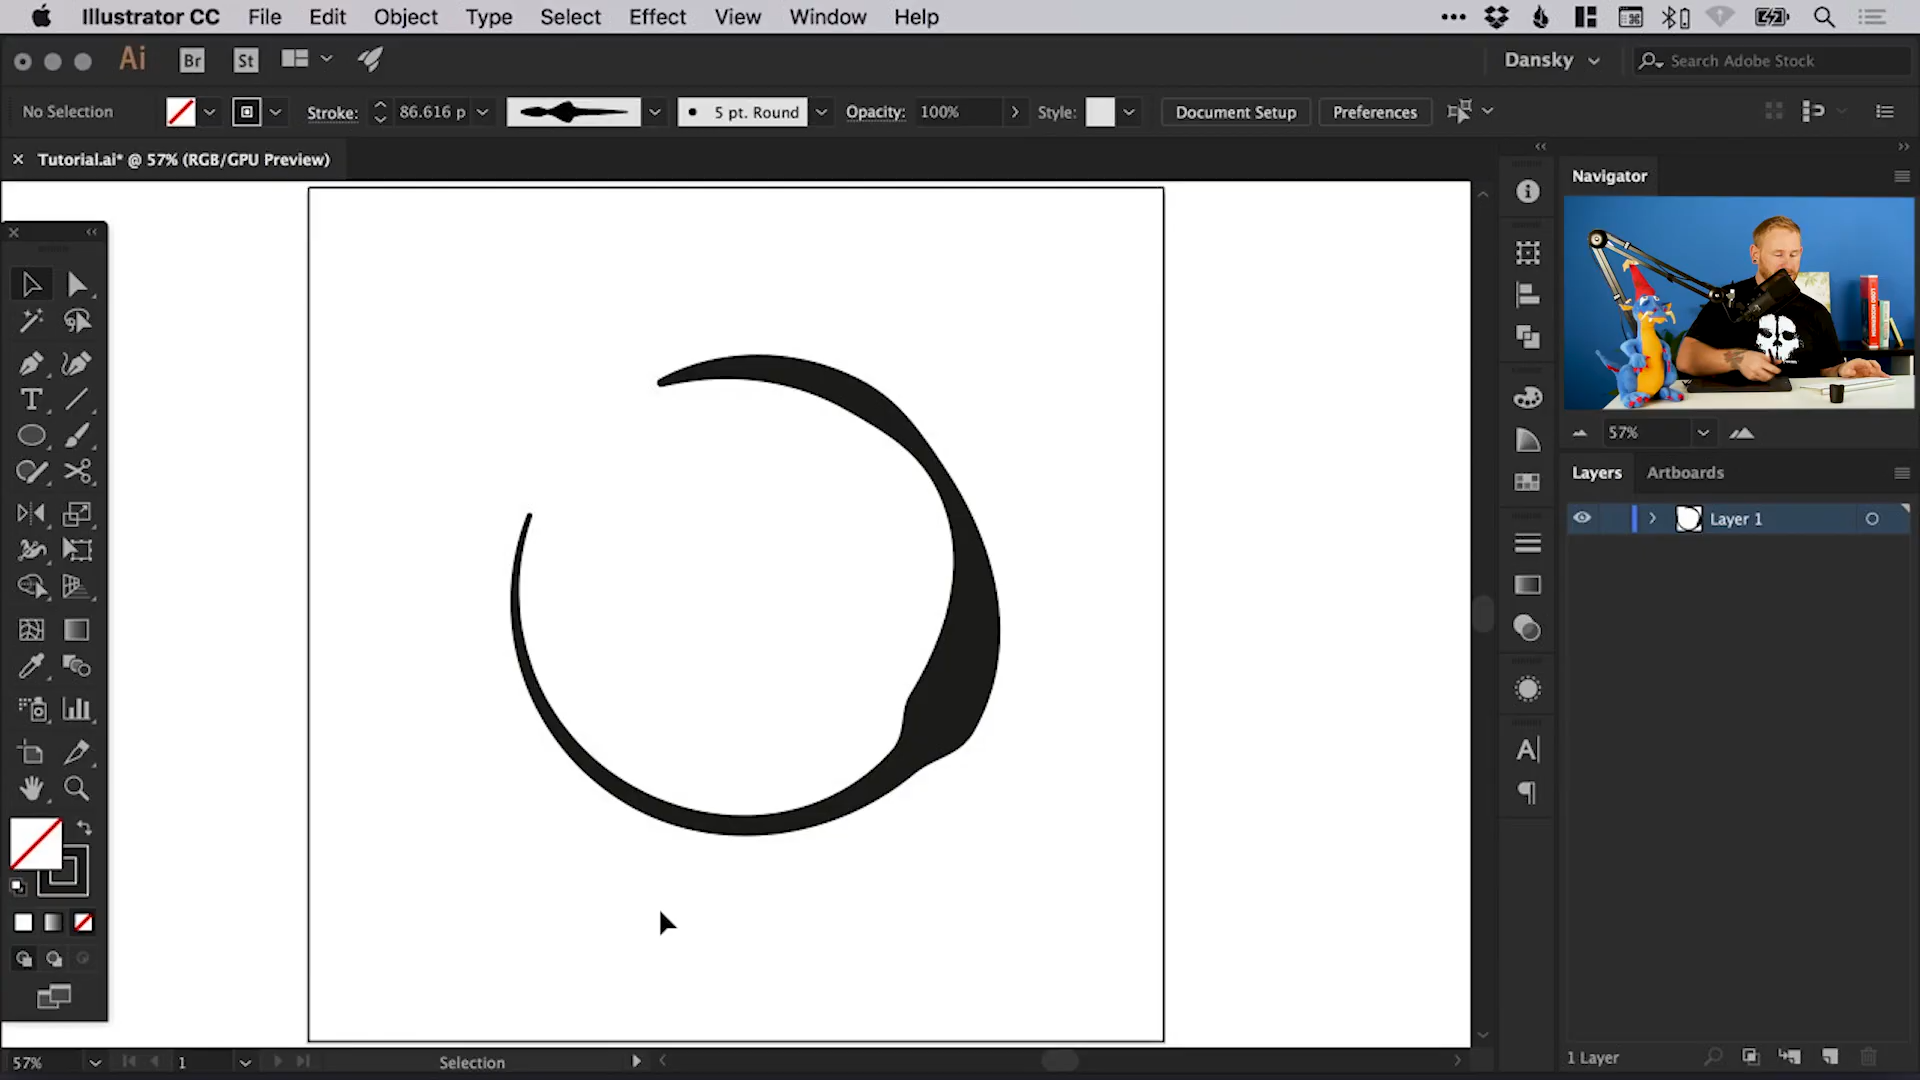 Illustrator CC File Edit Object Type Select Effect View Window Help
Ai Br St Dansky Search Adobe Stock
No Selection Stroke: 86.616 p 5 pt. Round Opacity: 100% Style: Document Setup Preferences
Tutorial.ai* @ 57% (RGB/GPU Preview)
Navigator
57%
Layers Artboards
Layer 1
1 Layer
57% 1 Selection